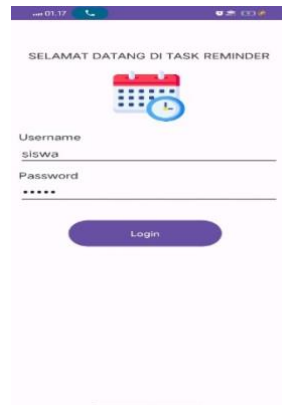 01.17
SELAMAT DATANG DI TASK REMINDER
Username
siswa
Password
•••••
Login